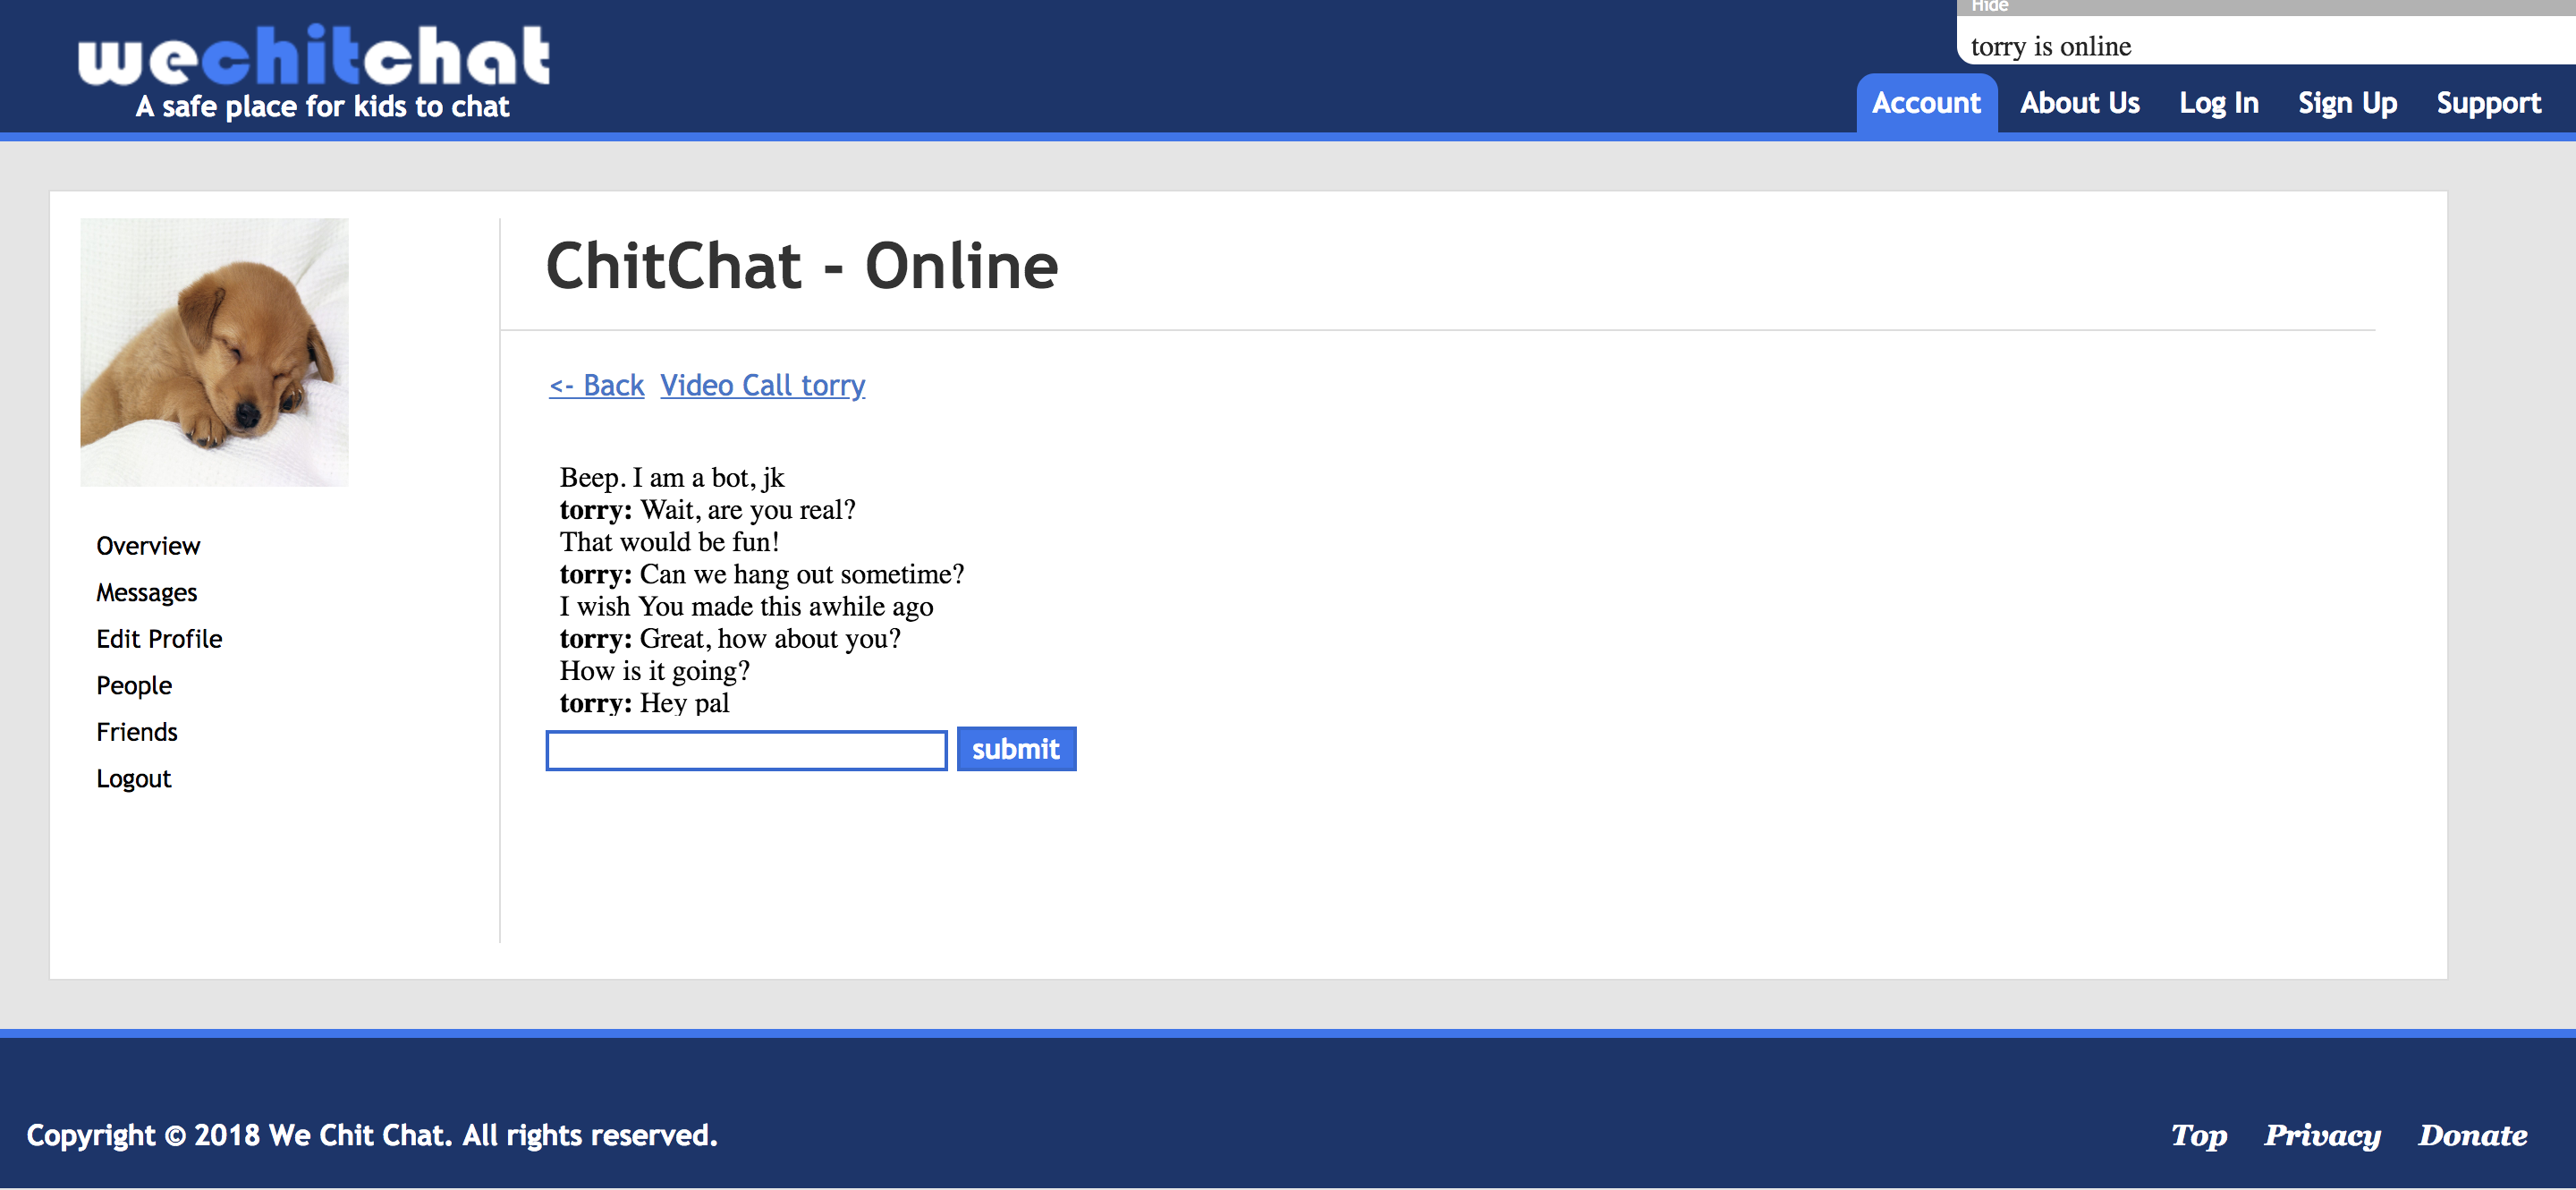 Hide
wechitchat
torry is online
A safe place for kids to chat
Account About Us Log In Sign Up Support
ChitChat - Online
<- Back Video Call torry
Beep. I am a bot, jk
torry: Wait, are you real?
That would be fun!
torry: Can we hang out sometime?
I wish You made this awhile ago
torry: Great, how about you?
How is it going?
torry: Hey pal
submit
Overview
Messages
Edit Profile
People
Friends
Logout
Copyright © 2018 We Chit Chat. All rights reserved.
Top Privacy Donate